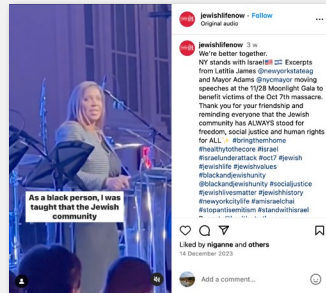 jewishlifenow • Follow
Original audio
jewishlifenow 3 w
We're better together.
NY stands with Israel🇺🇸 🇮🇱 Excerpts
from Letitia James @newyorkstateag
and Mayor Adams @nycmayor moving
speeches at the 11/28 Moonlight Gala to
benefit victims of the Oct 7th massacre.
Thank you for your friendship and
reminding everyone that the Jewish
community has ALWAYS stood for
freedom, social justice and human rights
for ALL✨ #bringthemhome
#healthytothecore #israel
#israelunderattack #oct7 #jewish
#jewishlife #jewishvalues
#blackandjewishunity
@blackandjewishunity #socialjustice
#jewishlivesmatter #jewishhistory
#newyorkcitylife #amisraelchai
#stopantisemitism #standwithisrael
As a black person, I was
taught that the Jewish
community
Liked by niganne and others
14 December 2023
Add a comment...